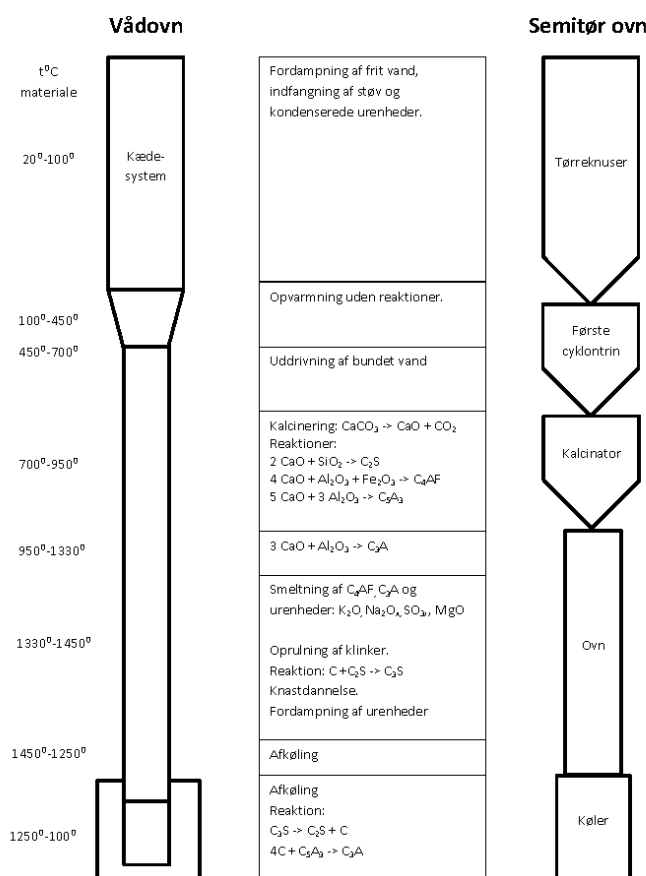 Vådovn
Semitør ovn
t⁰C
materiale
20⁰-100⁰
100⁰-450⁰
450⁰-700⁰
700⁰-950⁰
950⁰-1330⁰
1330⁰-1450⁰
1450⁰-1250⁰
1250⁰-100⁰
Kæde-
system
Fordampning af frit vand,
indfangning af støv og
kondenserede urenheder.
Opvarmning uden reaktioner.
Uddrivning af bundet vand
Kalcinering: CaCO₃ -> CaO + CO₂
Reaktioner:
2 CaO + SiO₂ -> C₂S
4 CaO + Al₂O₃ + Fe₂O₃ -> C₄AF
5 CaO + 3 Al₂O₃ -> C₅A₃
3 CaO + Al₂O₃ -> C₃A
Smeltning af C₄AF, C₃A og
urenheder: K₂O, Na₂O,, SO₃,, MgO
Oprulning af klinker.
Reaktion: C +C₂S -> C₃S
Knastdannelse.
Fordampning af urenheder
Afkøling
Afkøling
Reaktion:
C₃S -> C₂S + C
4C + C₅A₃ -> C₃A
Tørreknuser
Første
cyklontrin
Kalcinator
Ovn
Køler